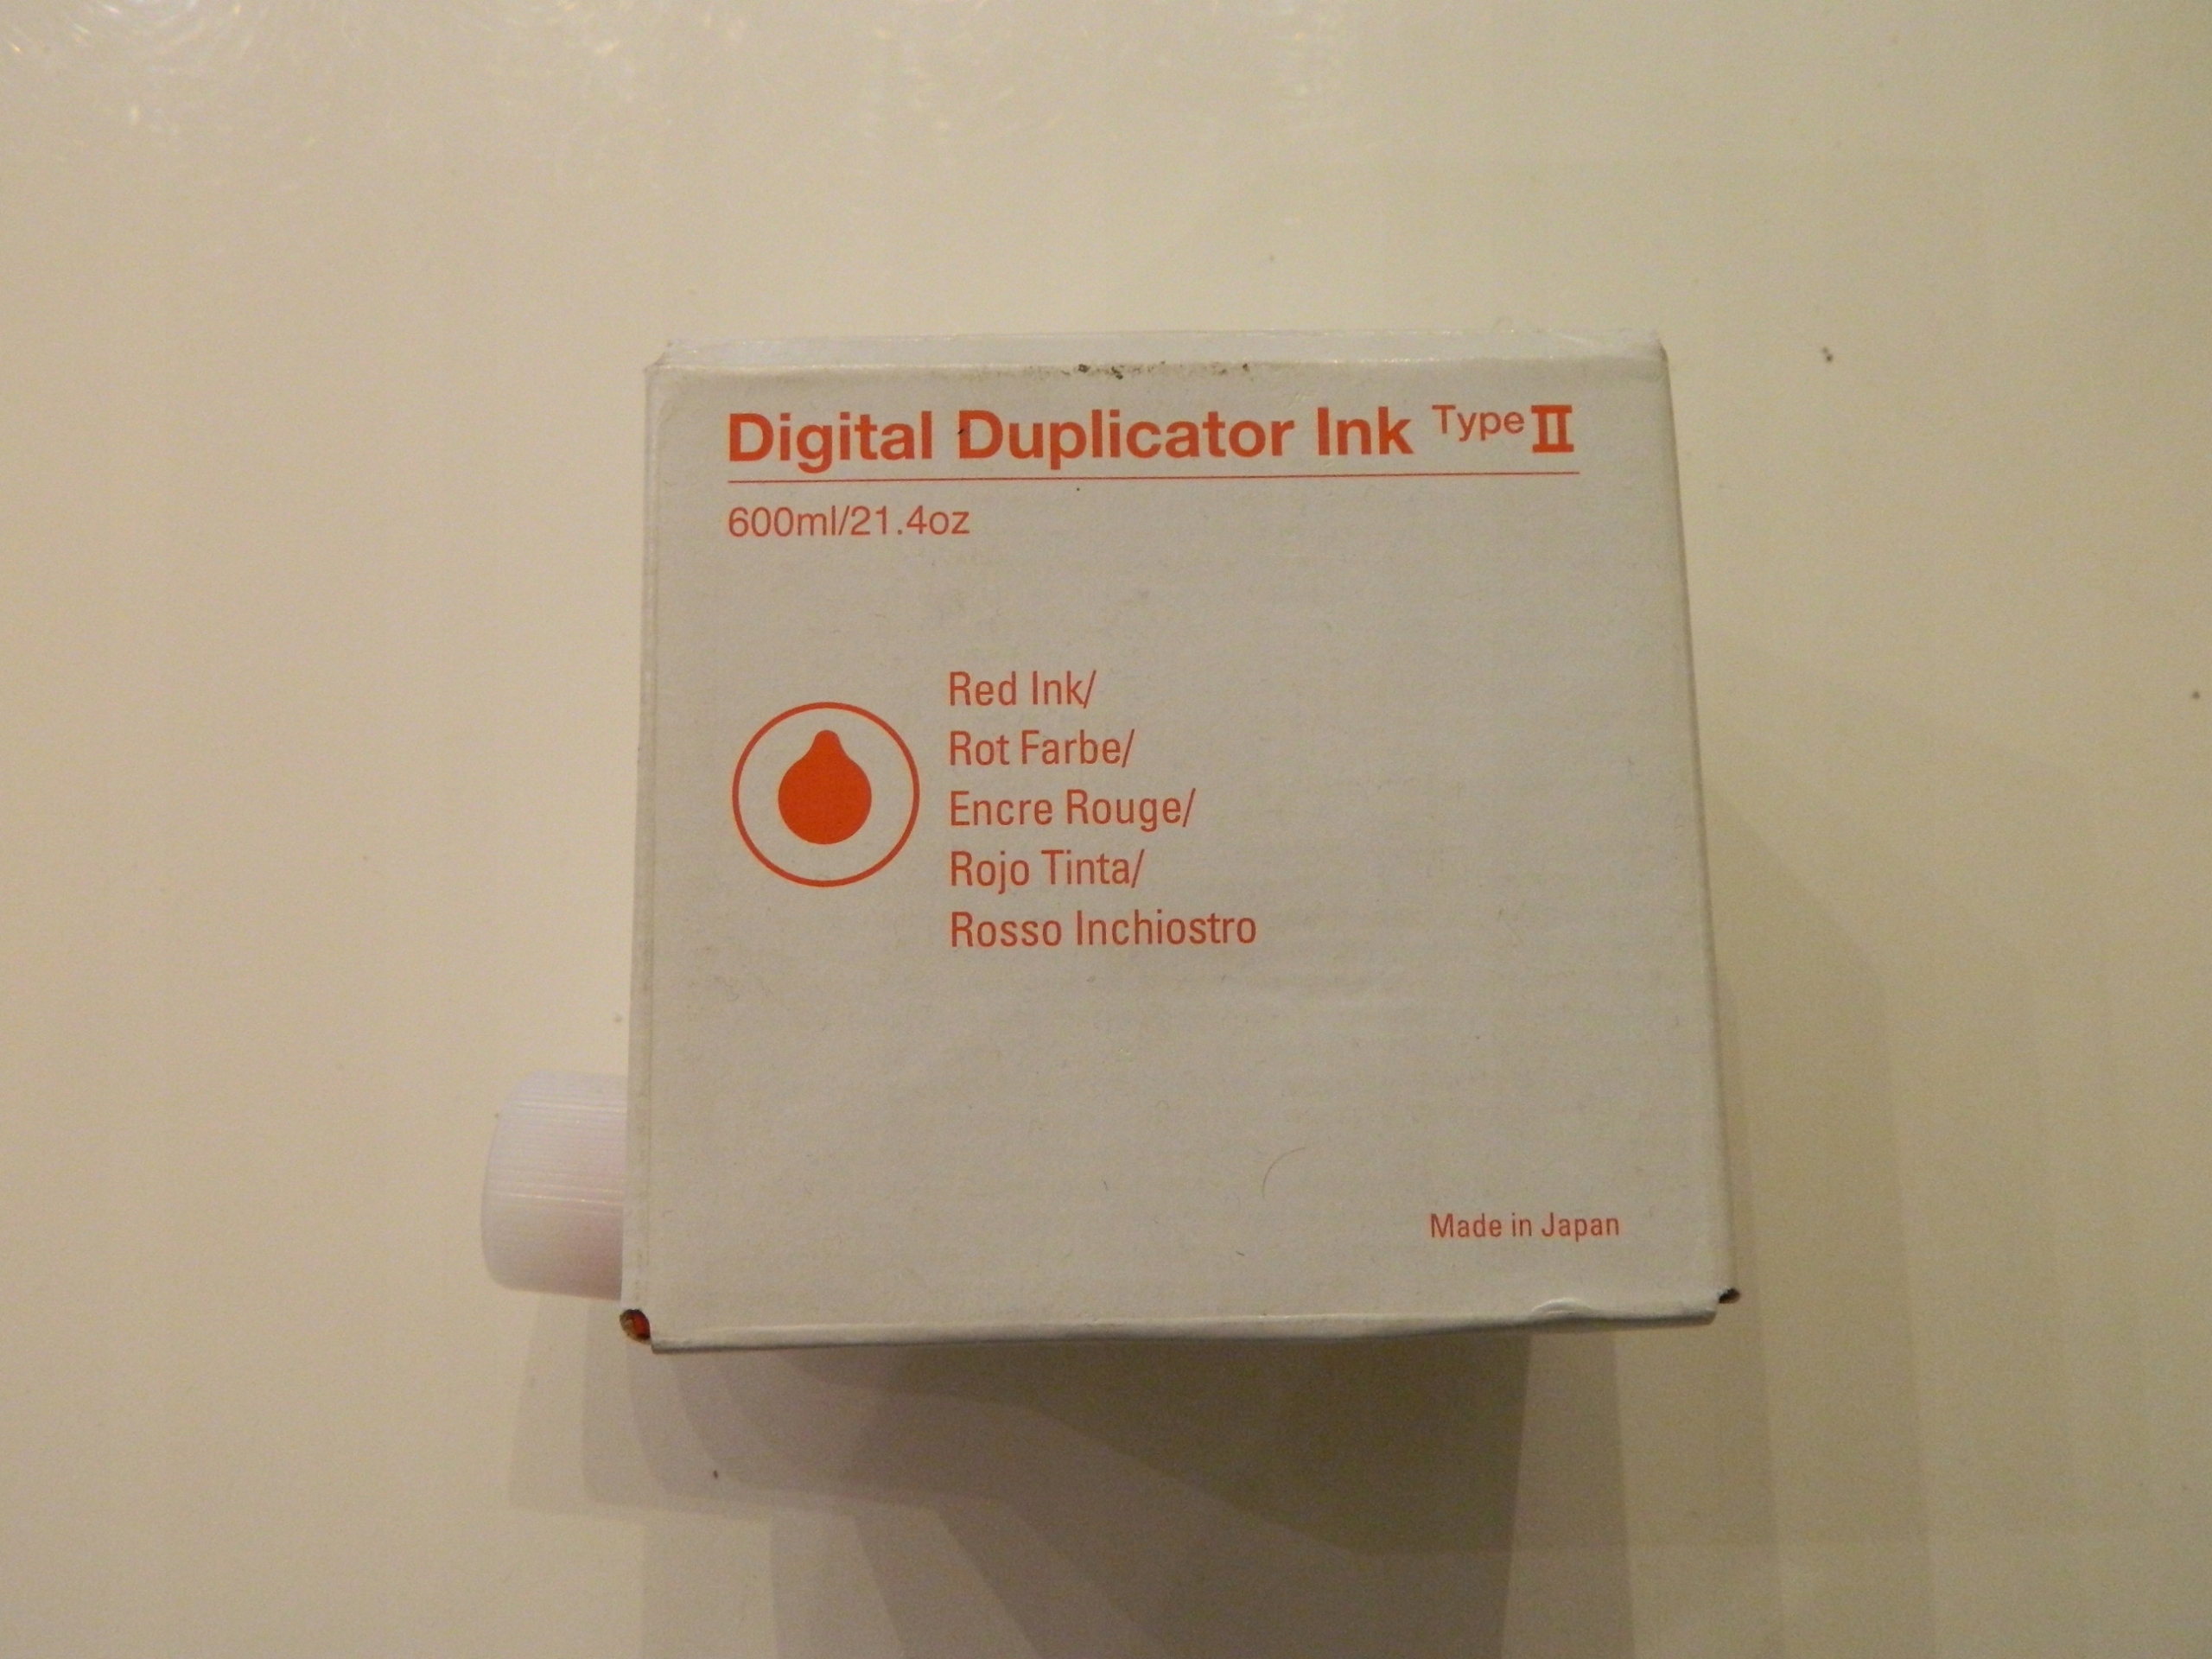 Digital Duplicator Ink Type II
600ml/21.4oz
Red Ink/
Rot Farbe/
Encre Rouge/
Rojo Tinta/
Rosso Inchiostro
Made in Japan